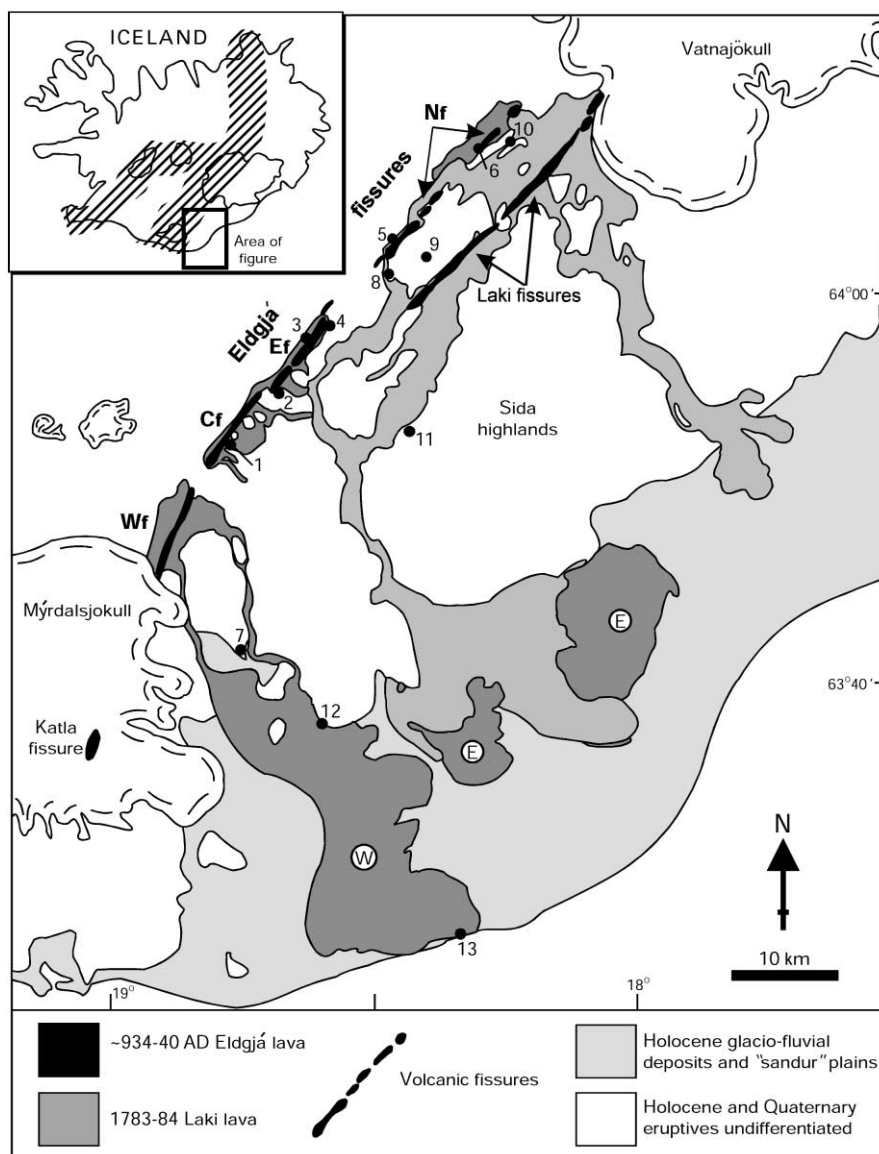 ICELAND
Area of
figure
Vatnajökull
Nf
10
6
fissures
5
9
8
Laki fissures
64°00′
Eldgjá
3
4
Ef
2
Sida
highlands
Cf
11
1
Wf
Mýrdalsjokull
E
7
63°40′
12
Katla
fissure
E
N
W
13
10 km
19°
18°
~934-40 AD Eldgjá lava
1783-84 Laki lava
Volcanic fissures
Holocene glacio-fluvial
deposits and "sandur" plains
Holocene and Quaternary
eruptives undifferentiated